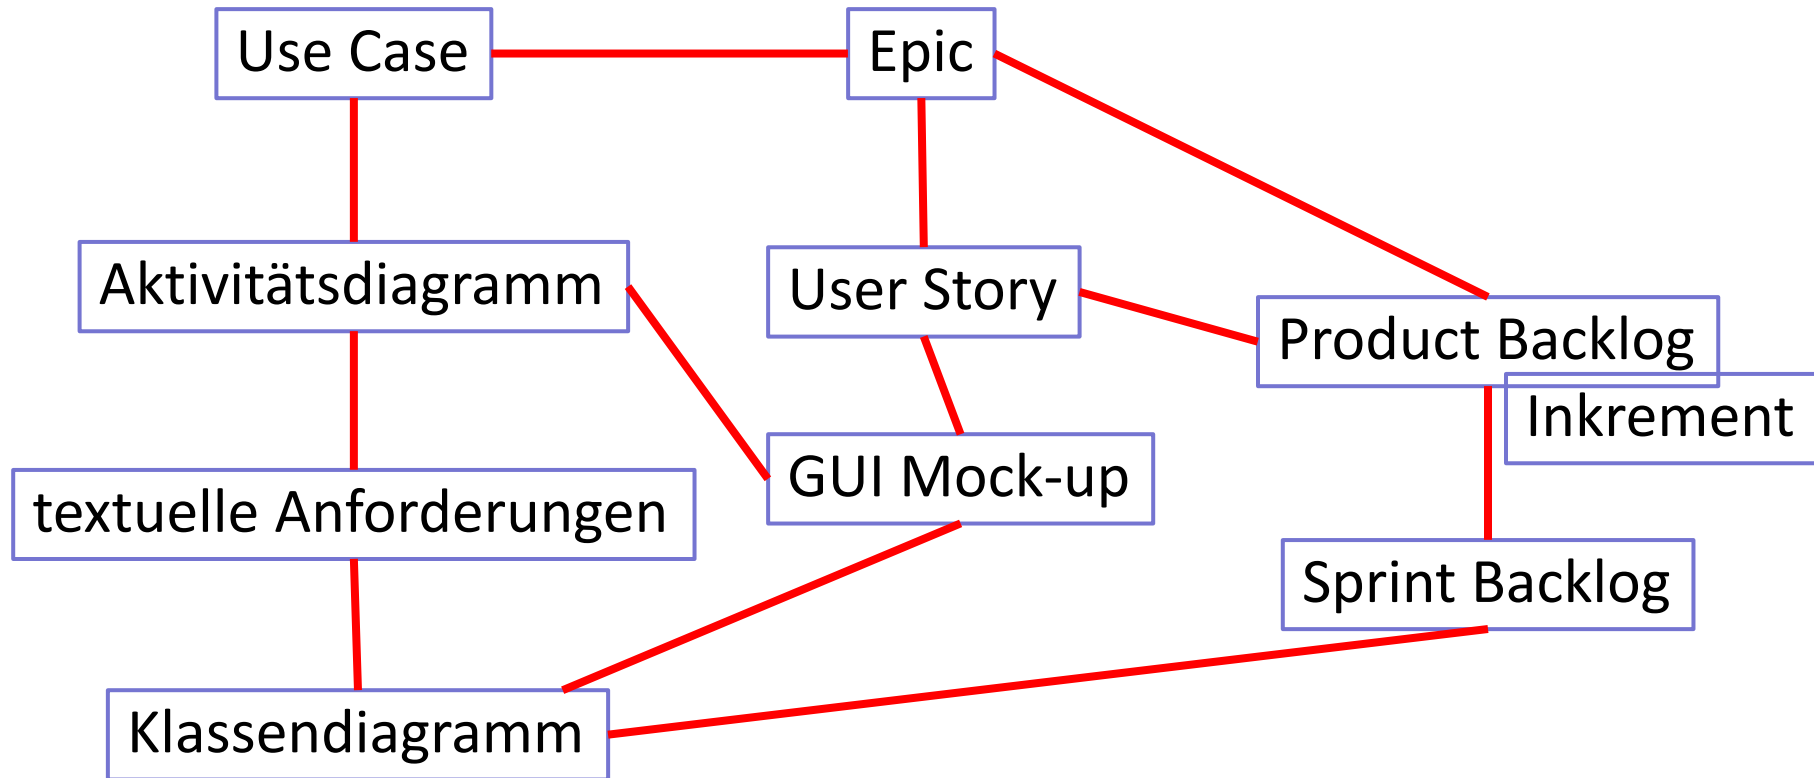 Use Case
Epic
Aktivitätsdiagramm
User Story
Product Backlog
Inkrement
GUI Mock-up
textuelle Anforderungen
Sprint Backlog
Klassendiagramm